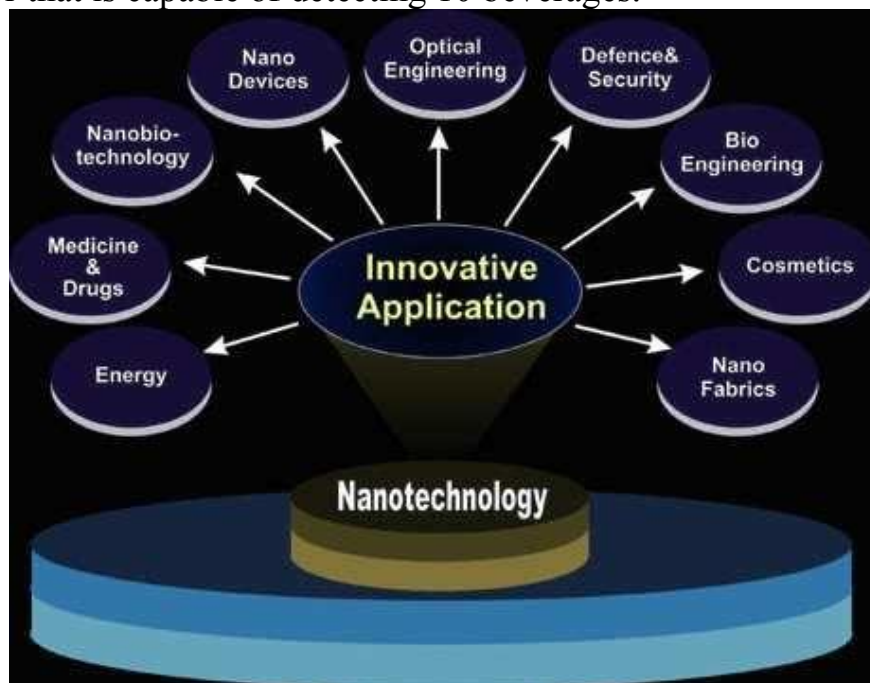 that is capable of detecting 10 beverages.
Nano
Devices
Optical
Engineering
Defence&
Security
Nanobio-
technology
Bio
Engineering
Medicine
&
Drugs
Innovative
Application
Cosmetics
Energy
Nano
Fabrics
Nanotechnology